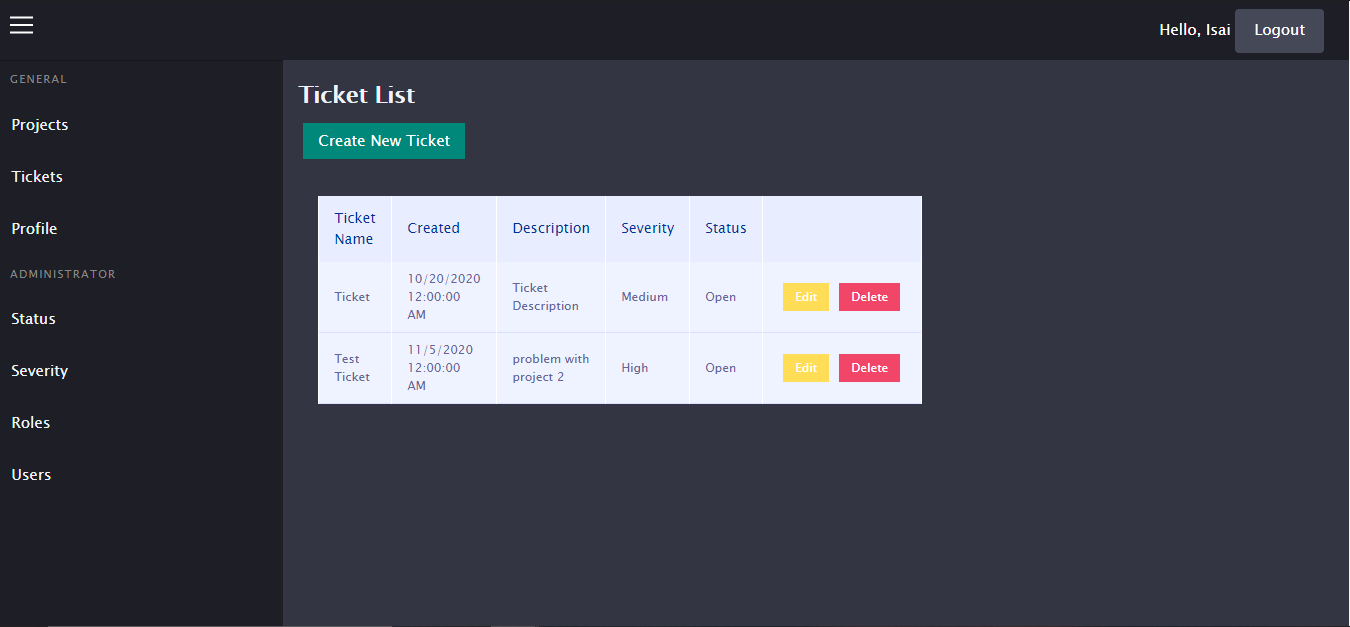 Hello, Isai
Logout
GENERAL
Projects
Tickets
Profile
ADMINISTRATOR
Status
Severity
Roles
Users
Ticket List
Create New Ticket
Ticket
Name
Created
Description
Severity
Status
Ticket
10/20/2020
12:00:00
AM
Ticket
Description
Medium
Open
Edit
Delete
Test
Ticket
11/5/2020
12:00:00
AM
problem with
project 2
High
Open
Edit
Delete